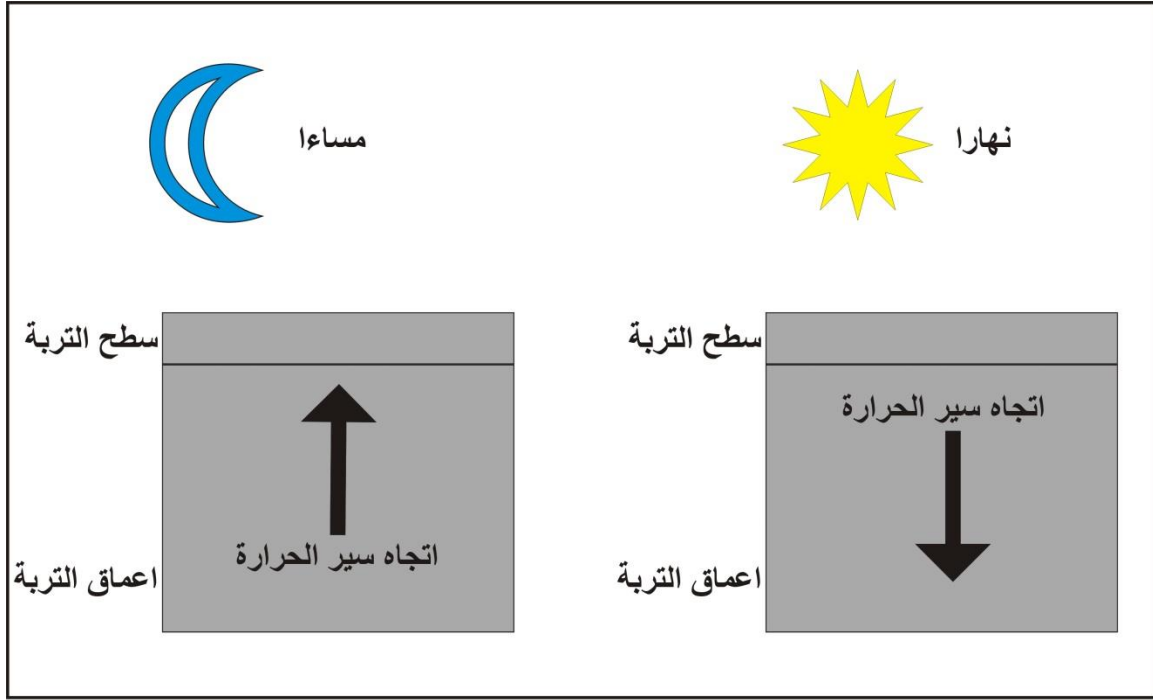 نهارا
مساءا
سطح التربة
سطح التربة
اتجاه سير الحرارة
اتجاه سير الحرارة
اعماق التربة
اعماق التربة